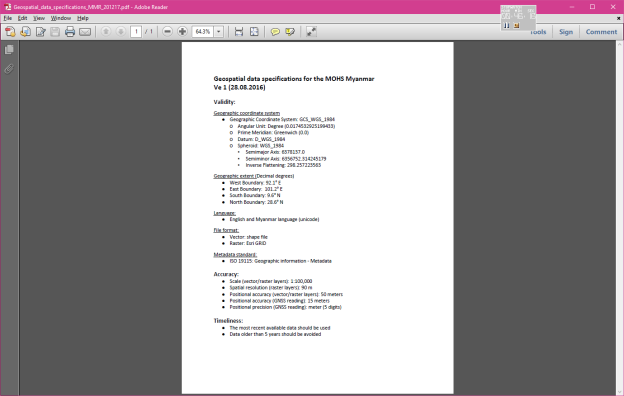 Geospatial_data_specifications_MMR_201217.pdf - Adobe Reader
File Edit View Window Help
1 / 1 64.3% Tools Sign Comment
Geospatial data specifications for the MOHS Myanmar
Ve 1 (28.08.2016)
Validity:
Geographic coordinate system
• Geographic Coordinate System: GCS_WGS_1984
o Angular Unit: Degree (0.0174532925199433)
o Prime Meridian: Greenwich (0.0)
o Datum: D_WGS_1984
o Spheroid: WGS_1984
• Semimajor Axis: 6378137.0
• Semiminor Axis: 6356752.314245179
• Inverse Flattening: 298.257223563
Geographic extent (Decimal degrees)
• West Boundary: 92.1° E
• East Boundary: 101.2° E
• South Boundary: 9.6° N
• North Boundary: 28.6° N
Language:
• English and Myanmar language (unicode)
File format:
• Vector: shape file
• Raster: Esri GRID
Metadata standard:
• ISO 19115: Geographic information - Metadata
Accuracy:
• Scale (vector/raster layers): 1:100,000
• Spatial resolution (raster layers): 90 m
• Positional accuracy (vector/raster layers): 50 meters
• Positional accuracy (GNSS reading): 15 meters
• Positional precision (GNSS reading): meter (5 digits)
Timeliness:
• The most recent available data should be used
• Data older than 5 years should be avoided